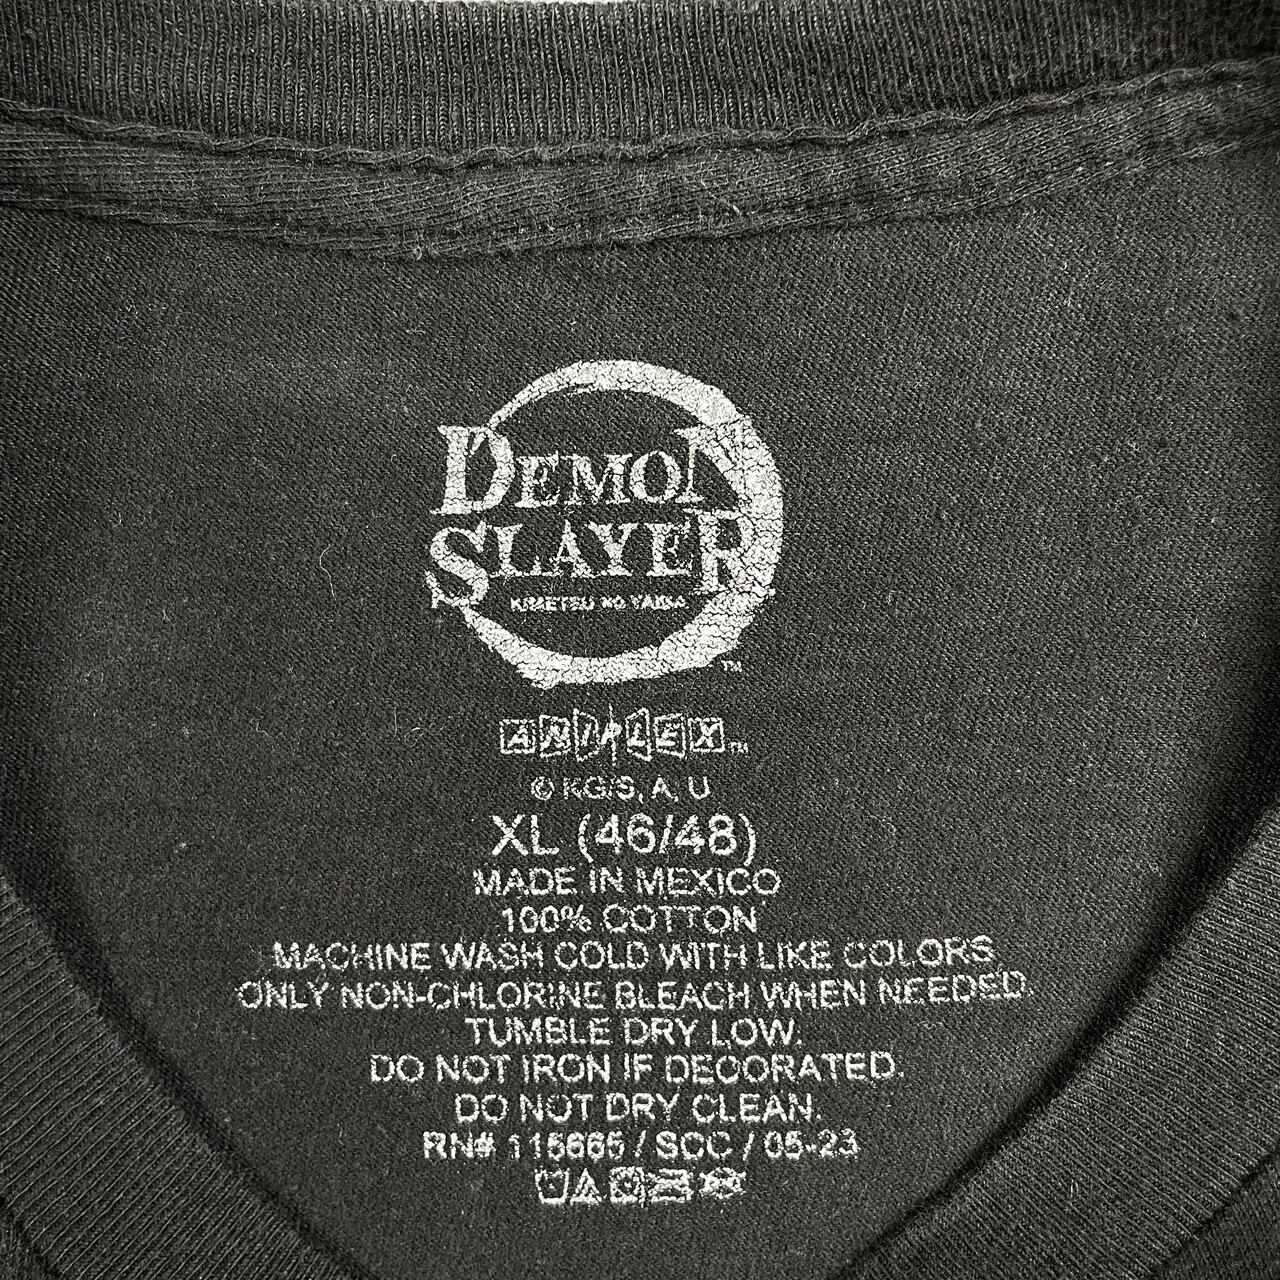 DEMON
SLAYER
KIMETSU NO YAIBA
TM
ANIPLEX TM
© KG/S, A, U
XL (46/48)
MADE IN MEXICO
100% COTTON
MACHINE WASH COLD WITH LIKE COLORS
ONLY NON-CHLORINE BLEACH WHEN NEEDED.
TUMBLE DRY LOW.
DO NOT IRON IF DECORATED.
DO NOT DRY CLEAN.
RN# 115665 / SCC / 05-23